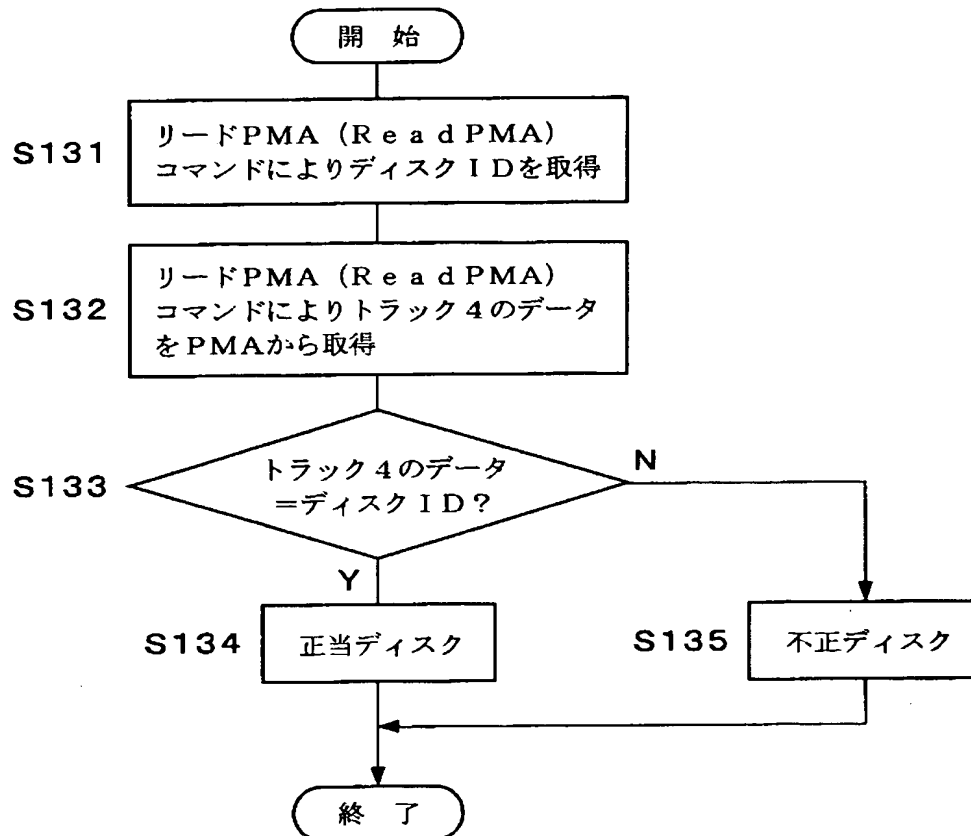 開 始
S131
リードPMA（ReadPMA）
コマンドによりディスクIDを取得
S132
リードPMA（ReadPMA）
コマンドによりトラック4のデータ
をPMAから取得
S133
トラック4のデータ
＝ディスクID？
N
Y
S134
正当ディスク
S135
不正ディスク
終 了